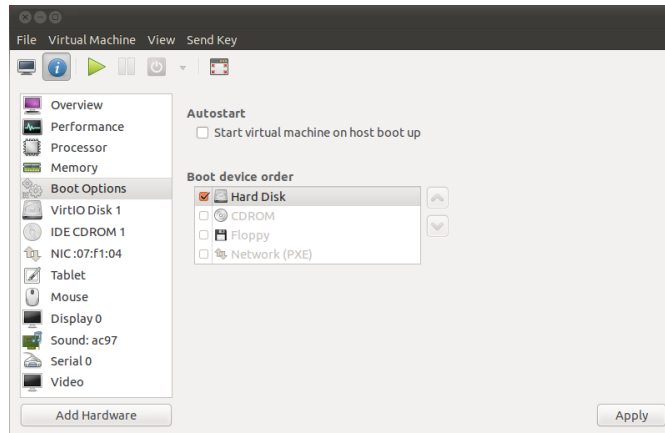 File Virtual Machine View Send Key
Overview
Performance
Processor
Memory
Boot Options
VirtIO Disk 1
IDE CDROM 1
NIC :07:f1:04
Tablet
Mouse
Display 0
Sound: ac97
Serial 0
Video
Add Hardware
Autostart
Start virtual machine on host boot up
Boot device order
Hard Disk
CDROM
Floppy
Network (PXE)
Apply